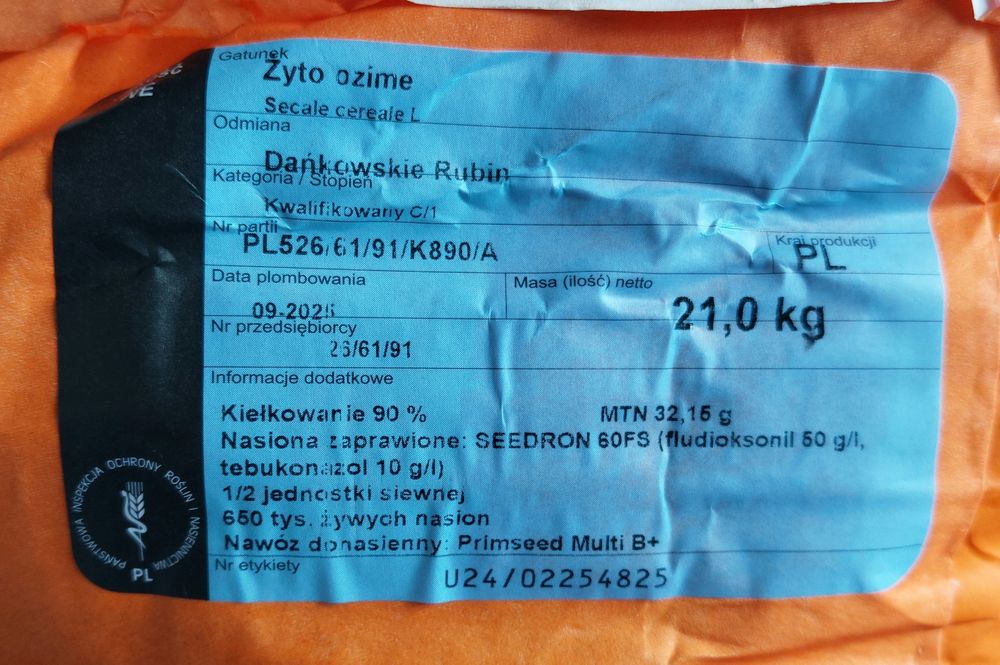 Gatunek
Żyto ozime
Secale cereale L
Odmiana
Dańkowskie Rubin
Kategoria / Stopień
Kwalifikowany C/1
Nr partii
PL526/61/91/K890/A
Kraj produkcji
PL
Data plombowania
09-2025
Masa (ilość) netto
21,0 kg
Nr przedsiębiorcy
26/61/91
Informacje dodatkowe
Kiełkowanie 90 % MTN 32,15 g
Nasiona zaprawione: SEEDRON 60FS (fludioksonil 50 g/l,
tebukonazol 10 g/l)
1/2 jednostki siewnej
650 tys. żywych nasion
Nawóz donasienny: Primseed Multi B+
Nr etykiety
U24/02254825
PAŃSTWOWA INSPEKCJA OCHRONY ROŚLIN I NASIENNICTWA
PL